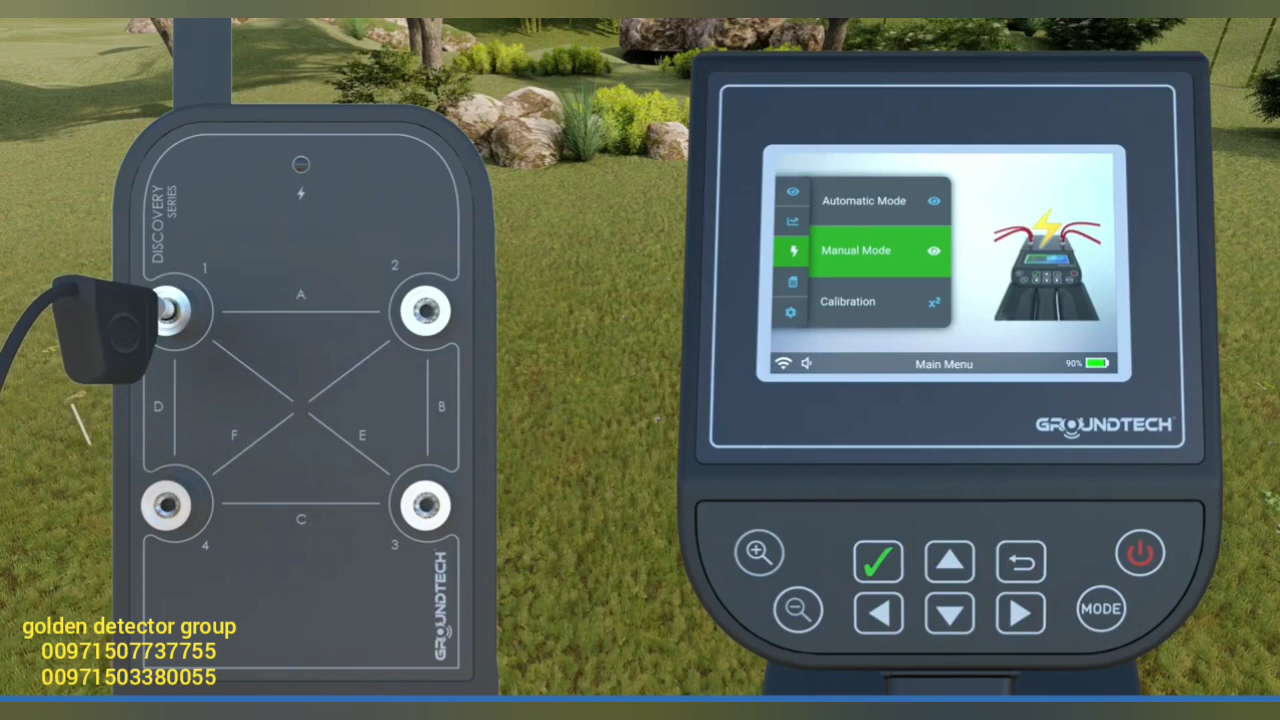 DISCOVERY
SERIES
1
2
A
D
B
F
E
C
4
3
GROUNDTECH
Automatic Mode
Manual Mode
Calibration
x²
Main Menu
90%
GROUNDTECH
MODE
golden detector group
00971507737755
00971503380055